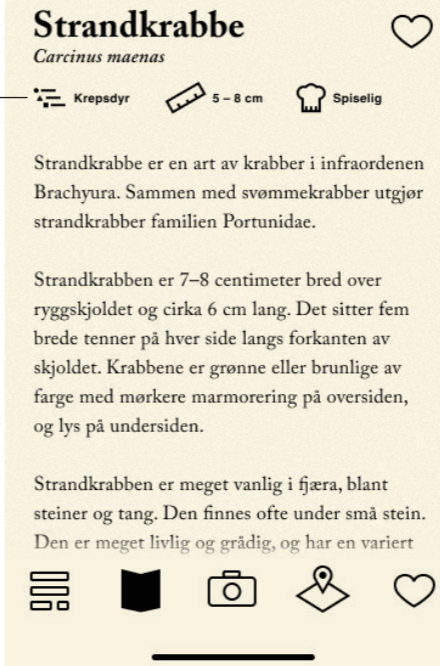 Strandkrabbe
Carcinus maenas
Krepsdyr 5 – 8 cm Spiselig
Strandkrabbe er en art av krabber i infraordenen
Brachyura. Sammen med svømmekrabber utgjør
strandkrabber familien Portunidae.
Strandkrabben er 7–8 centimeter bred over
ryggskjoldet og cirka 6 cm lang. Det sitter fem
brede tenner på hver side langs forkanten av
skjoldet. Krabbene er grønne eller brunlige av
farge med mørkere marmorering på oversiden,
og lys på undersiden.
Strandkrabben er meget vanlig i fjæra, blant
steiner og tang. Den finnes ofte under små stein.
Den er meget livlig og grådig, og har en variert